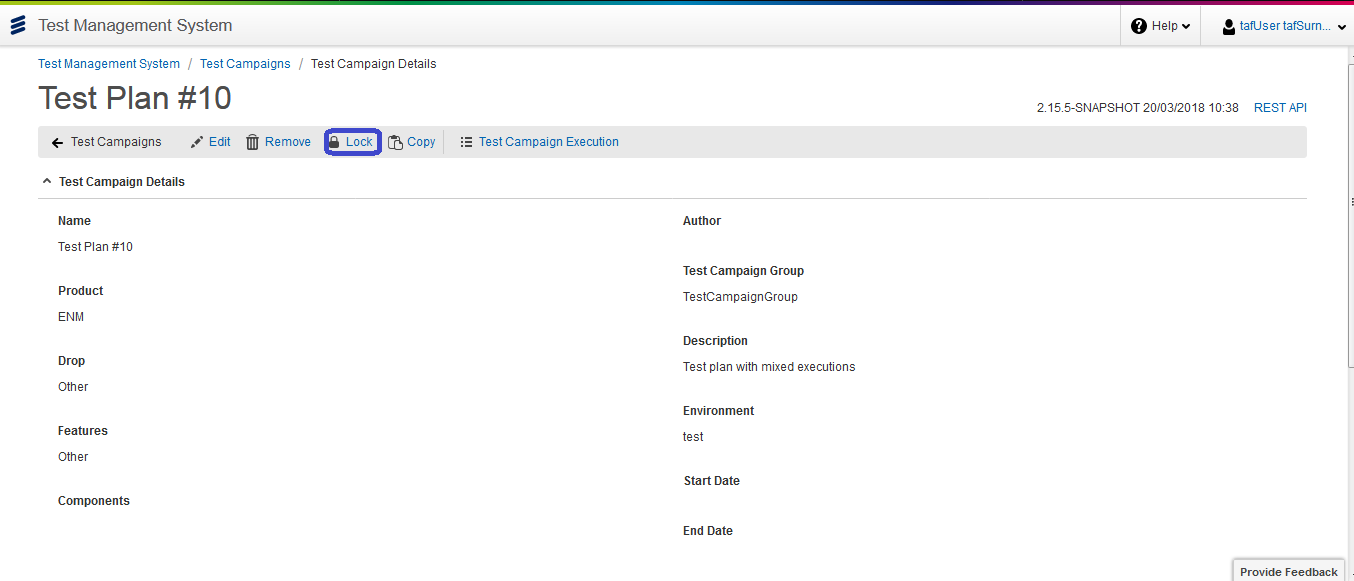 Test Management System
Help
tafUser tafSurn...
Test Management System / Test Campaigns / Test Campaign Details
Test Plan #10
2.15.5-SNAPSHOT 20/03/2018 10:38 REST API
Test Campaigns Edit Remove Lock Copy Test Campaign Execution
Test Campaign Details
Name
Test Plan #10
Product
ENM
Drop
Other
Features
Other
Components
Author
Test Campaign Group
TestCampaignGroup
Description
Test plan with mixed executions
Environment
test
Start Date
End Date
Provide Feedback